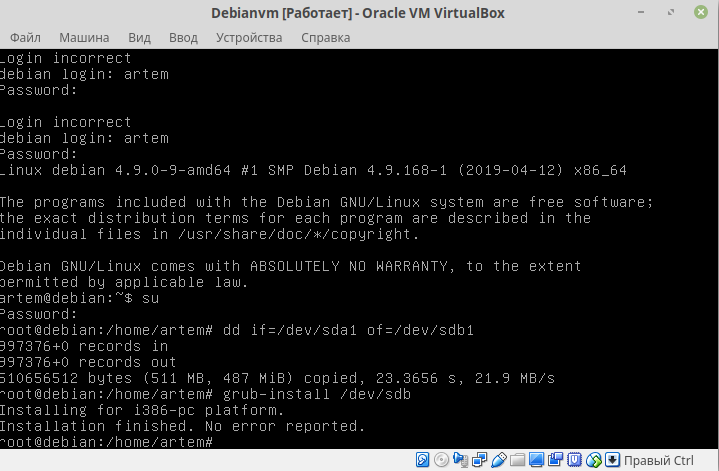 Debianvm [Работает] - Oracle VM VirtualBox
Файл Машина Вид Ввод Устройства Справка
Login incorrect
debian login: artem
Password:
Login incorrect
debian login: artem
Password:
Linux debian 4.9.0-9-amd64 #1 SMP Debian 4.9.168-1 (2019-04-12) x86_64
The programs included with the Debian GNU/Linux system are free software;
the exact distribution terms for each program are described in the
individual files in /usr/share/doc/*/copyright.
Debian GNU/Linux comes with ABSOLUTELY NO WARRANTY, to the extent
permitted by applicable law.
artem@debian:~$ su
Password:
root@debian:/home/artem# dd if=/dev/sda1 of=/dev/sdb1
997376+0 records in
997376+0 records out
510656512 bytes (511 MB, 487 MiB) copied, 23.3656 s, 21.9 MB/s
root@debian:/home/artem# grub-install /dev/sdb
Installing for i386-pc platform.
Installation finished. No error reported.
root@debian:/home/artem#
Правый Ctrl